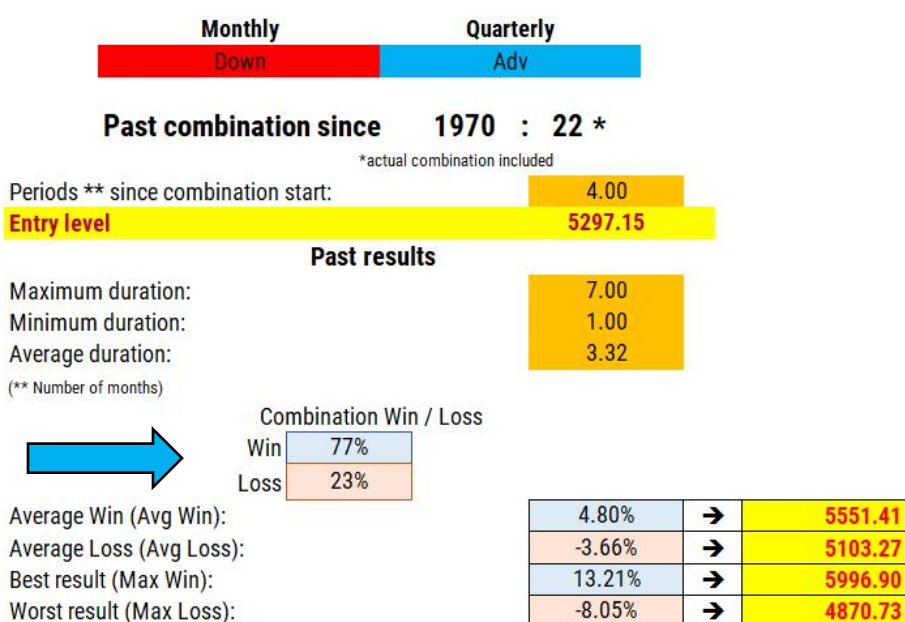 Monthly Quarterly
Down Adv
Past combination since 1970 : 22 *
*actual combination included
Periods ** since combination start: 4.00
Entry level 5297.15
Past results
Maximum duration: 7.00
Minimum duration: 1.00
Average duration: 3.32
(** Number of months)
Combination Win / Loss
Win 77%
Loss 23%
Average Win (Avg Win): 4.80% → 5551.41
Average Loss (Avg Loss): -3.66% → 5103.27
Best result (Max Win): 13.21% → 5996.90
Worst result (Max Loss): -8.05% → 4870.73